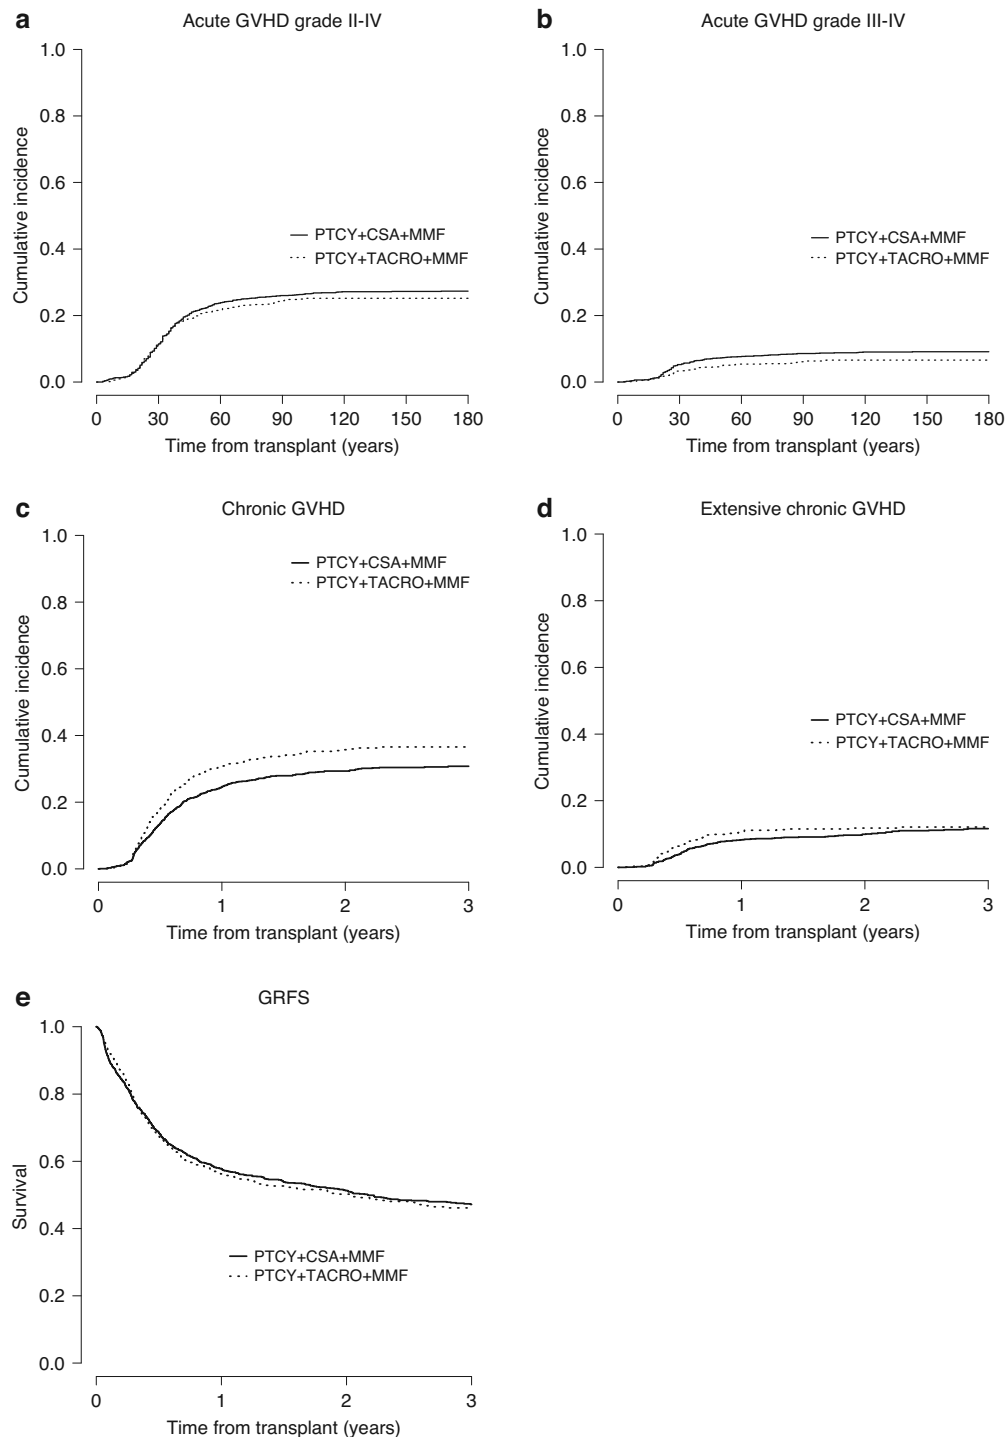 a
Acute GVHD grade II-IV
Cumulative incidence
1.0
0.8
0.6
0.4
0.2
0.0
PTCY+CSA+MMF
PTCY+TACRO+MMF
0 30 60 90 120 150 180
Time from transplant (years)
b
Acute GVHD grade III-IV
Cumulative incidence
1.0
0.8
0.6
0.4
0.2
0.0
PTCY+CSA+MMF
PTCY+TACRO+MMF
0 30 60 90 120 150 180
Time from transplant (years)
c
Chronic GVHD
Cumulative incidence
1.0
0.8
0.6
0.4
0.2
0.0
PTCY+CSA+MMF
PTCY+TACRO+MMF
0 1 2 3
Time from transplant (years)
d
Extensive chronic GVHD
Cumulative incidence
1.0
0.8
0.6
0.4
0.2
0.0
PTCY+CSA+MMF
PTCY+TACRO+MMF
0 1 2 3
Time from transplant (years)
e
GRFS
Survival
1.0
0.8
0.6
0.4
0.2
0.0
PTCY+CSA+MMF
PTCY+TACRO+MMF
0 1 2 3
Time from transplant (years)